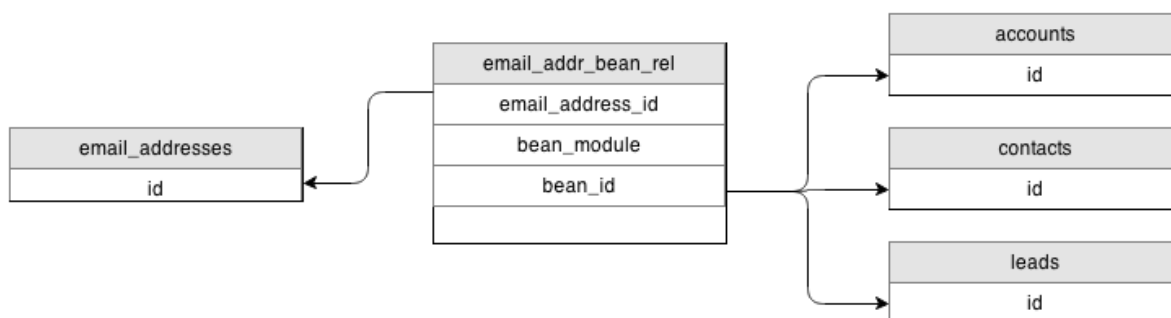 email_addresses
id
email_addr_bean_rel
email_address_id
bean_module
bean_id
accounts
id
contacts
id
leads
id